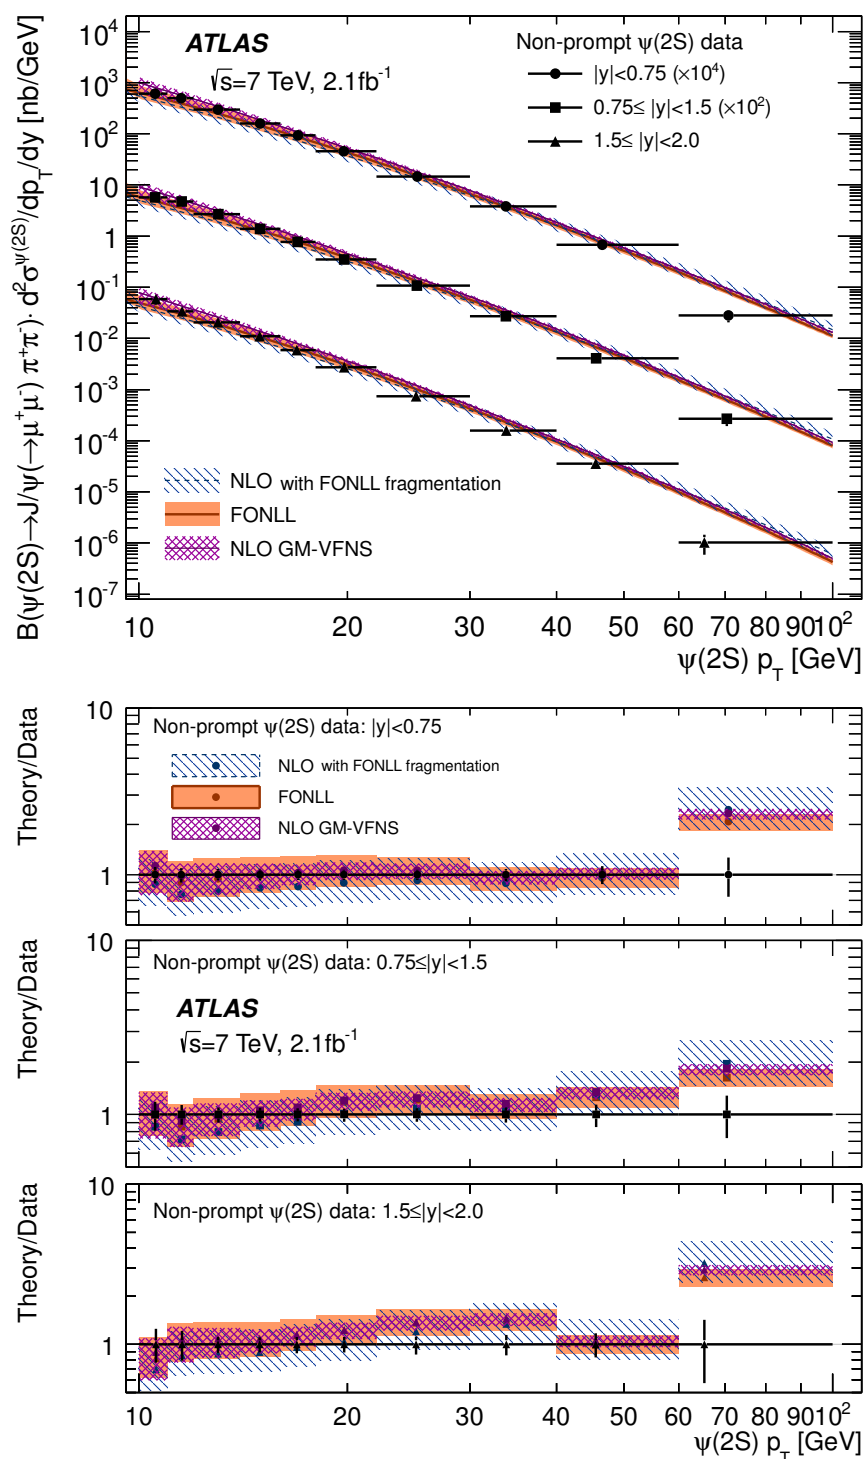 B(ψ(2S)→J/ψ(→μ⁺μ⁻) π⁺π⁻)· d²σ^ψ(2S)/dp_T/dy [nb/GeV]
10⁴
10³
10²
10
1
10⁻¹
10⁻²
10⁻³
10⁻⁴
10⁻⁵
10⁻⁶
10⁻⁷
ATLAS
√s=7 TeV, 2.1fb⁻¹
Non-prompt ψ(2S) data
|y|<0.75 (×10⁴)
0.75≤ |y|<1.5 (×10²)
1.5≤ |y|<2.0
NLO with FONLL fragmentation
FONLL
NLO GM-VFNS
10 20 30 40 50 60 70 80 90 10²
ψ(2S) p_T [GeV]
Theory/Data
10
1
Non-prompt ψ(2S) data: |y|<0.75
NLO with FONLL fragmentation
FONLL
NLO GM-VFNS
Theory/Data
10
1
Non-prompt ψ(2S) data: 0.75≤|y|<1.5
ATLAS
√s=7 TeV, 2.1fb⁻¹
Theory/Data
10
1
Non-prompt ψ(2S) data: 1.5≤|y|<2.0
10 20 30 40 50 60 70 80 90 10²
ψ(2S) p_T [GeV]